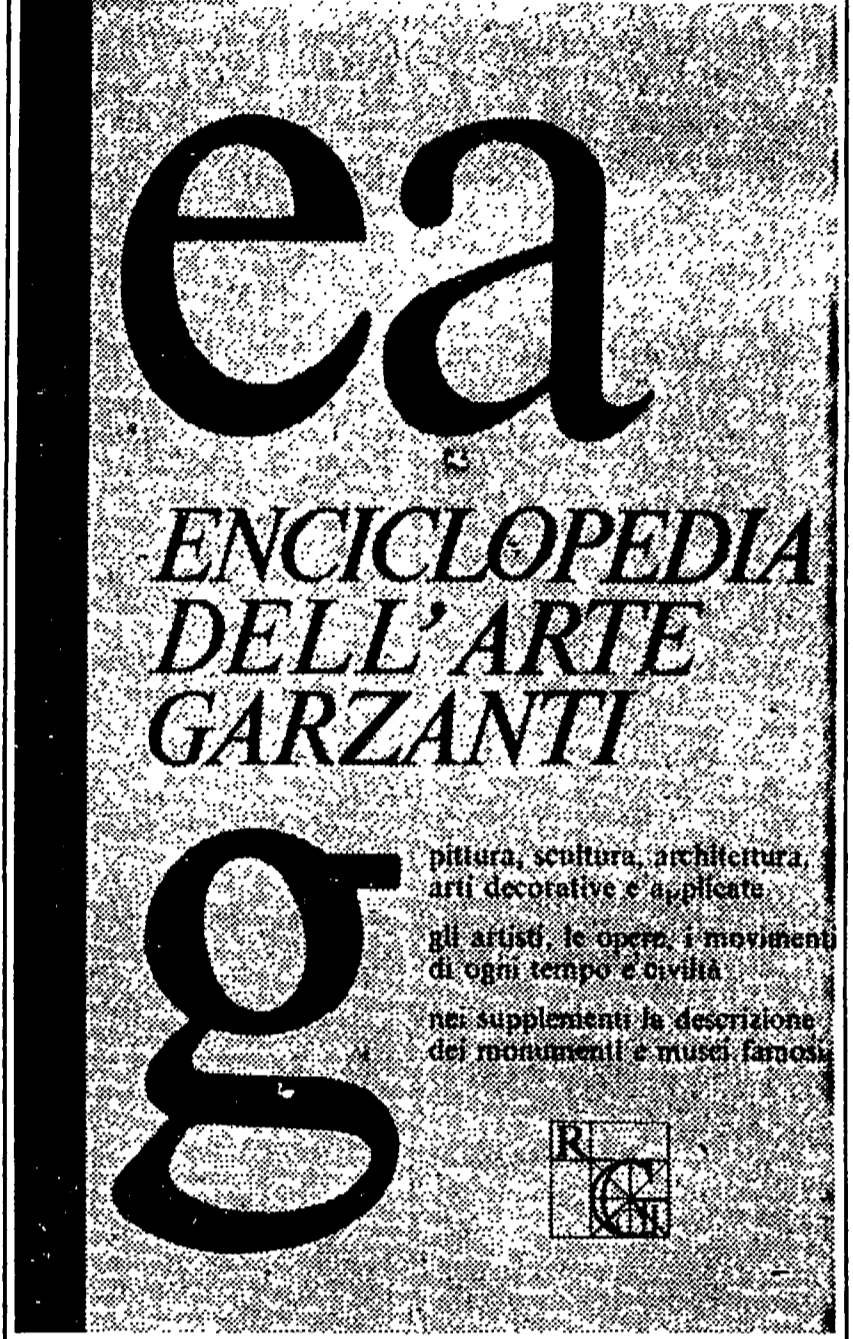 ea
ENCICLOPEDIA
DELL'ARTE
GARZANTI
g
pittura, scultura, architettura,
arti decorative e applicate
gli artisti, le opere, i movimenti
di ogni tempo e civiltà
nei supplementi la descrizione
dei monumenti e musei famosi
R
G